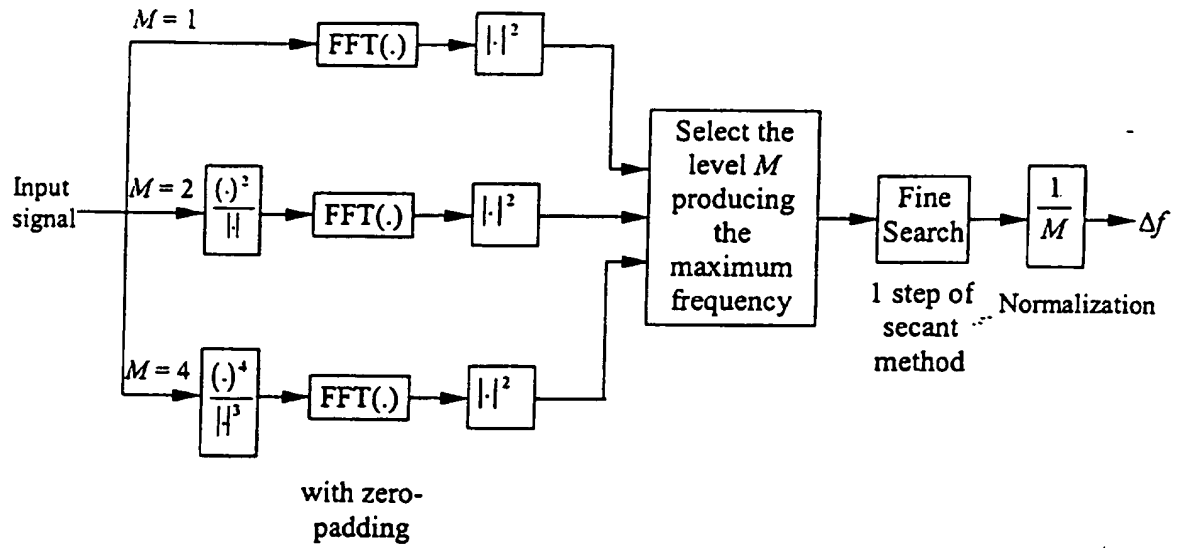 M = 1
FFT(.)
|·|²
Input
signal
M = 2
(·)²
|·|
FFT(.)
|·|²
Select the
level M
producing
the
maximum
frequency
Fine
Search
1
M
Δf
1 step of
secant
method
Normalization
M = 4
(.)⁴
|·|³
FFT(.)
|·|²
with zero-
padding